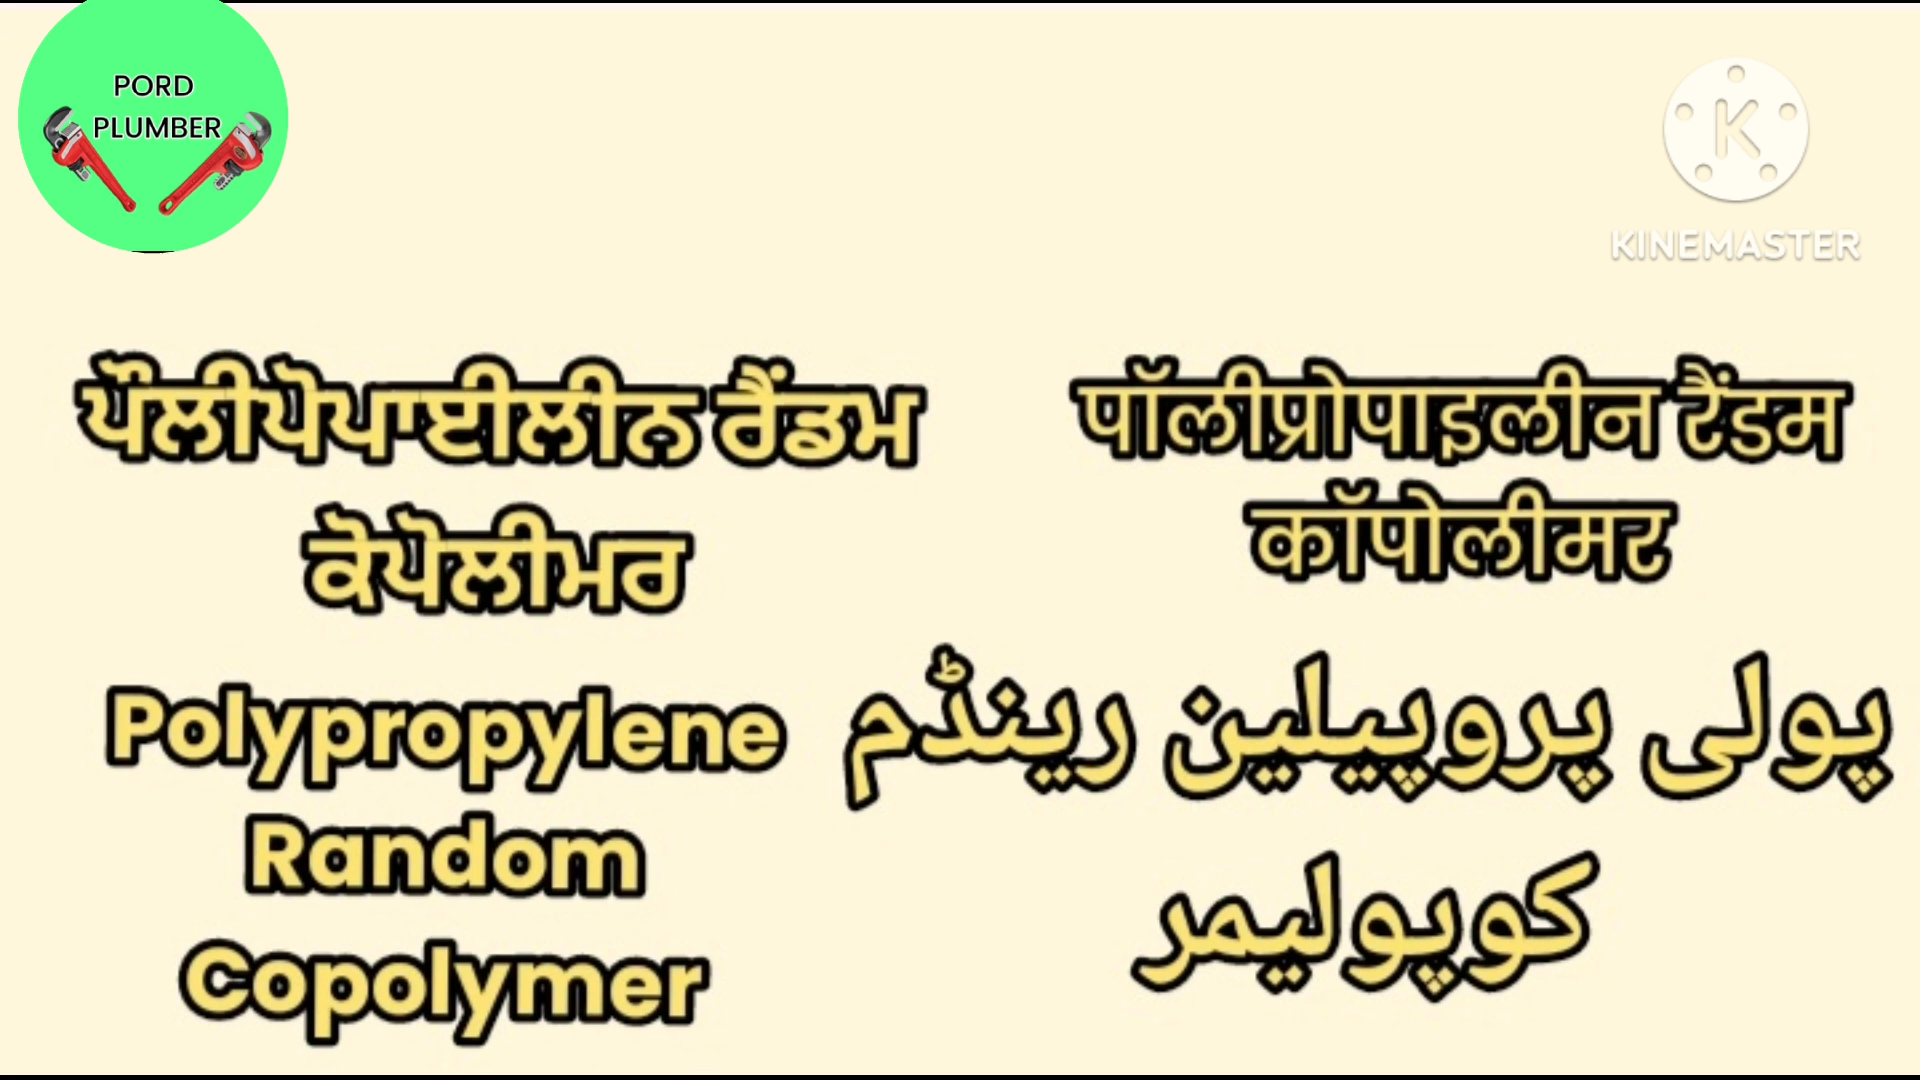 PORD
PLUMBER
KINEMASTER
ਪੌਲੀਪੋਪਾਈਲੀਨ ਰੈਂਡਮ
ਕੋਪੋਲੀਮਰ
पॉलीप्रोपाइलीन रैंडम
कॉपोलीमर
Polypropylene
Random
Copolymer
پولی پروپیلین رینڈم
کوپولیمر